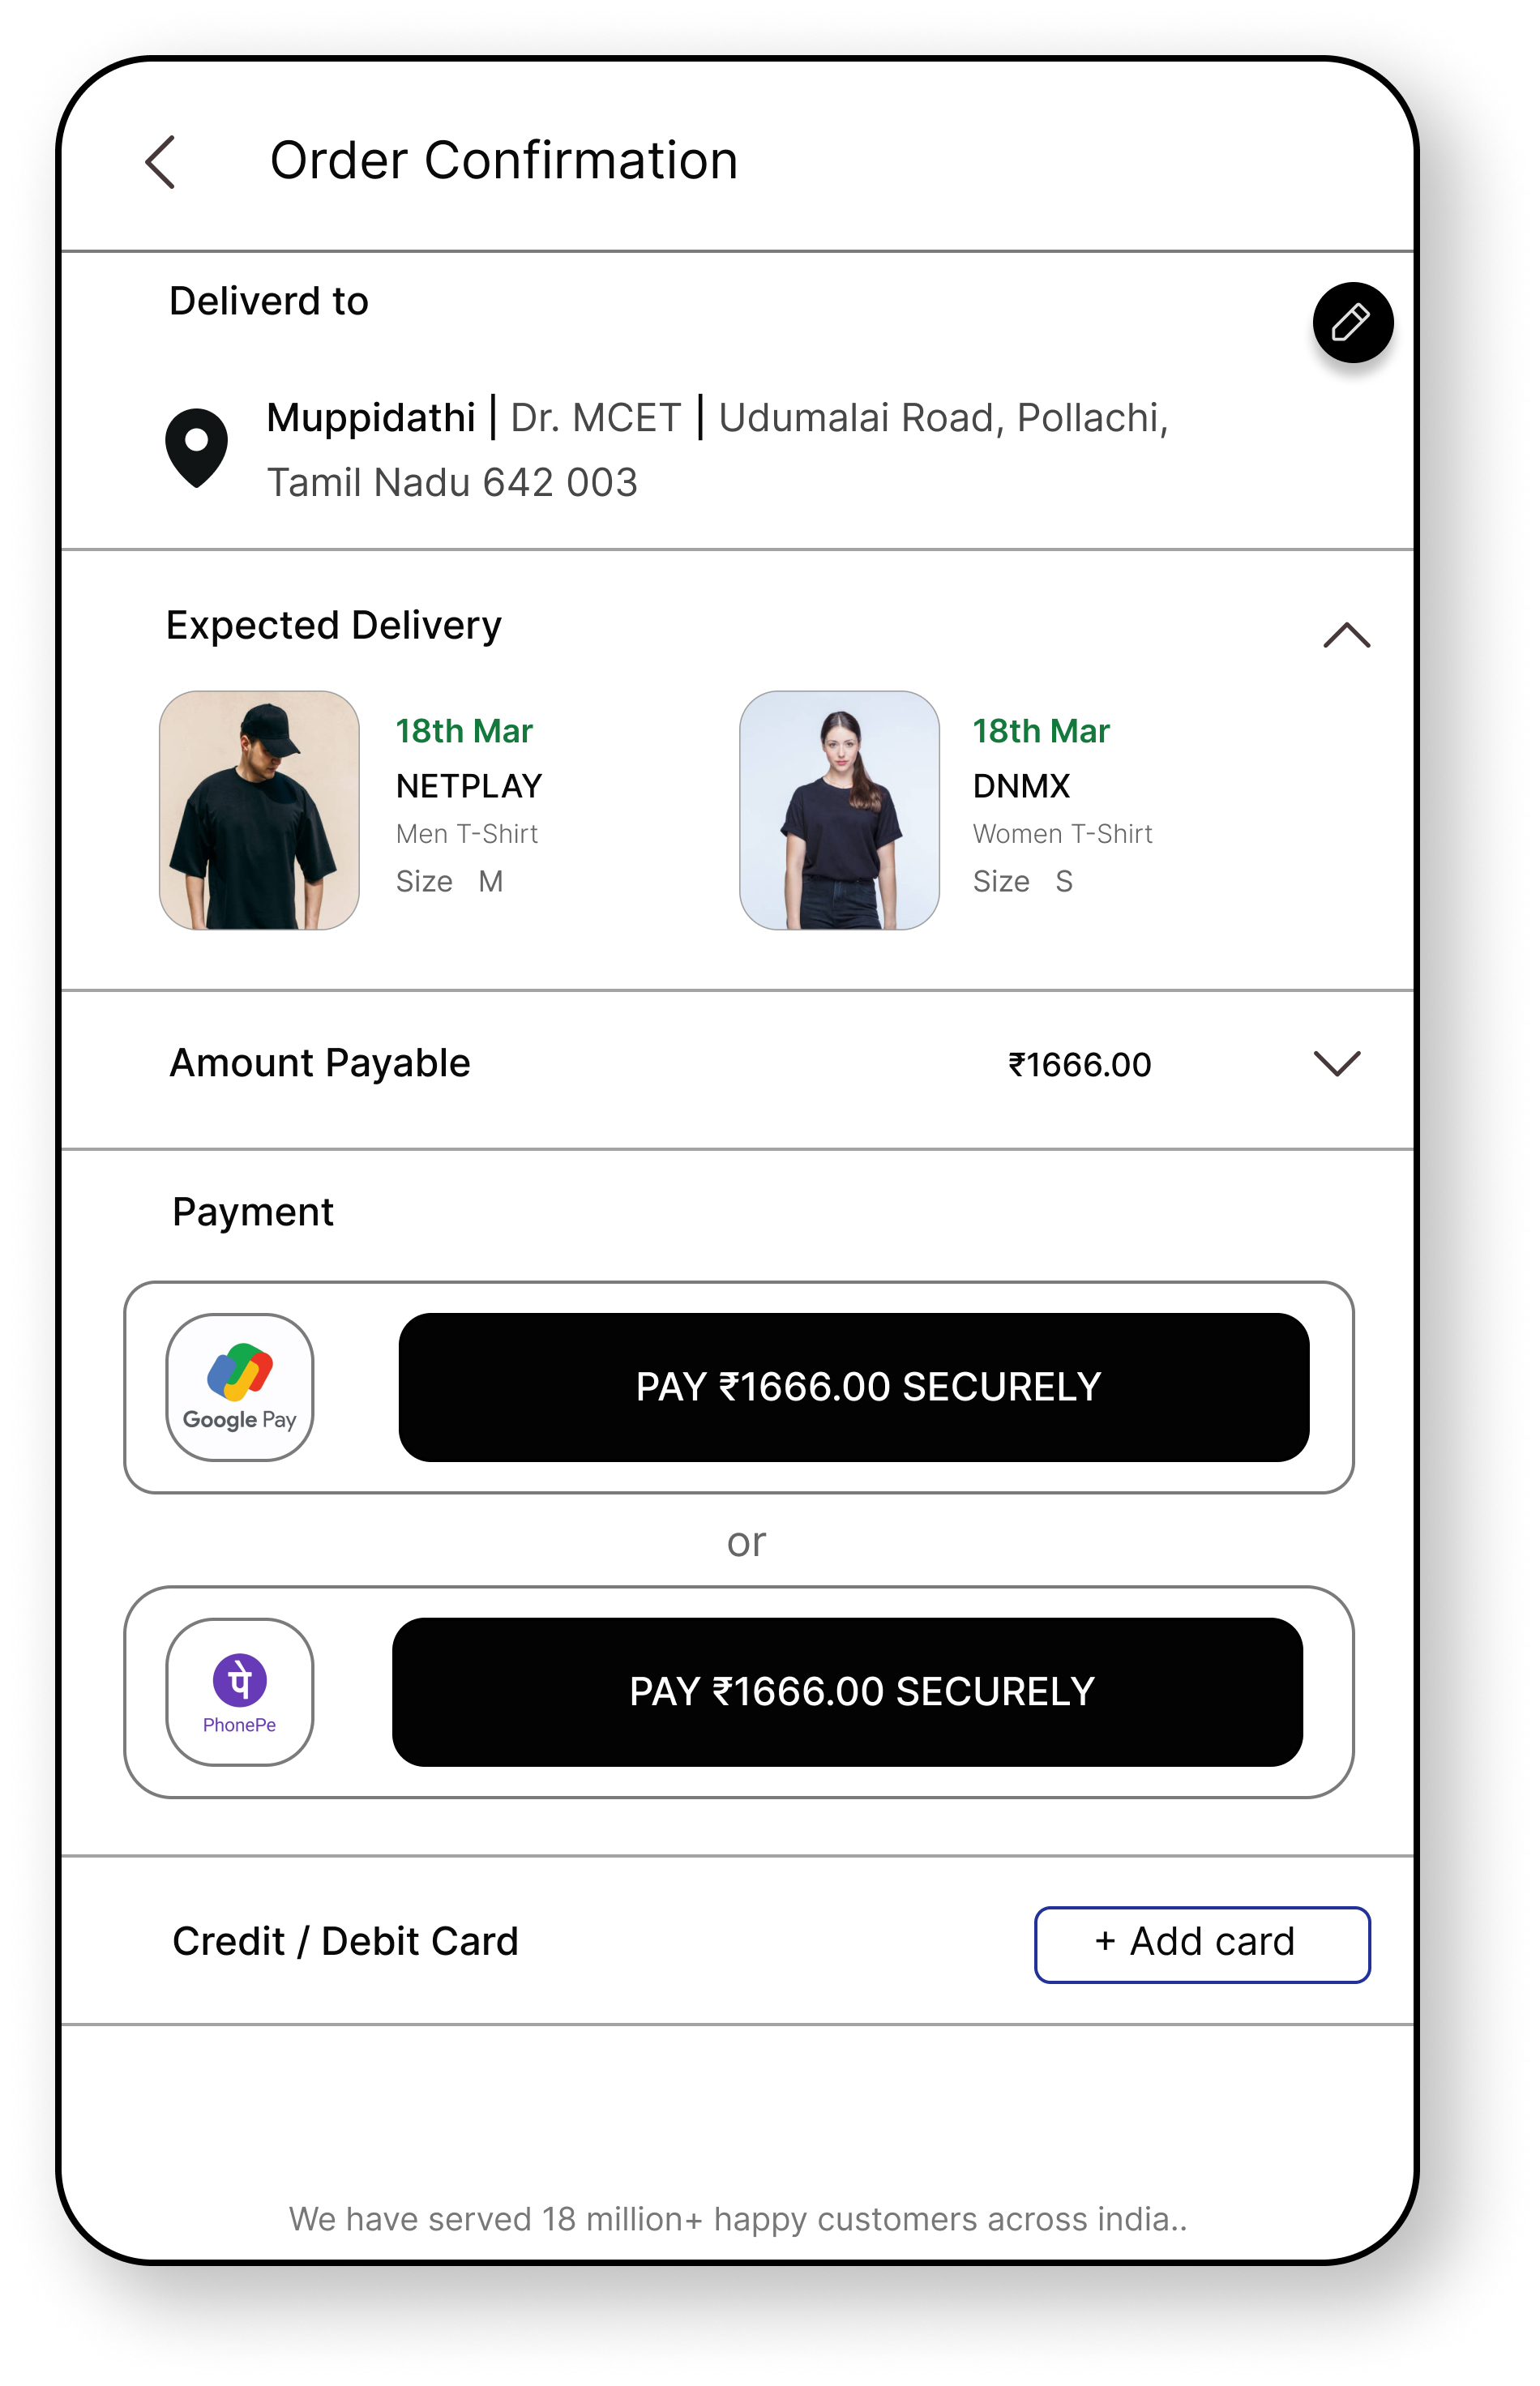 Order Confirmation
Deliverd to
Muppidathi | Dr. MCET | Udumalai Road, Pollachi,
Tamil Nadu 642 003
Expected Delivery
18th Mar
NETPLAY
Men T-Shirt
Size M
18th Mar
DNMX
Women T-Shirt
Size S
Amount Payable ₹1666.00
Payment
Google Pay
PAY ₹1666.00 SECURELY
or
पे
PhonePe
PAY ₹1666.00 SECURELY
Credit / Debit Card + Add card
We have served 18 million+ happy customers across india..